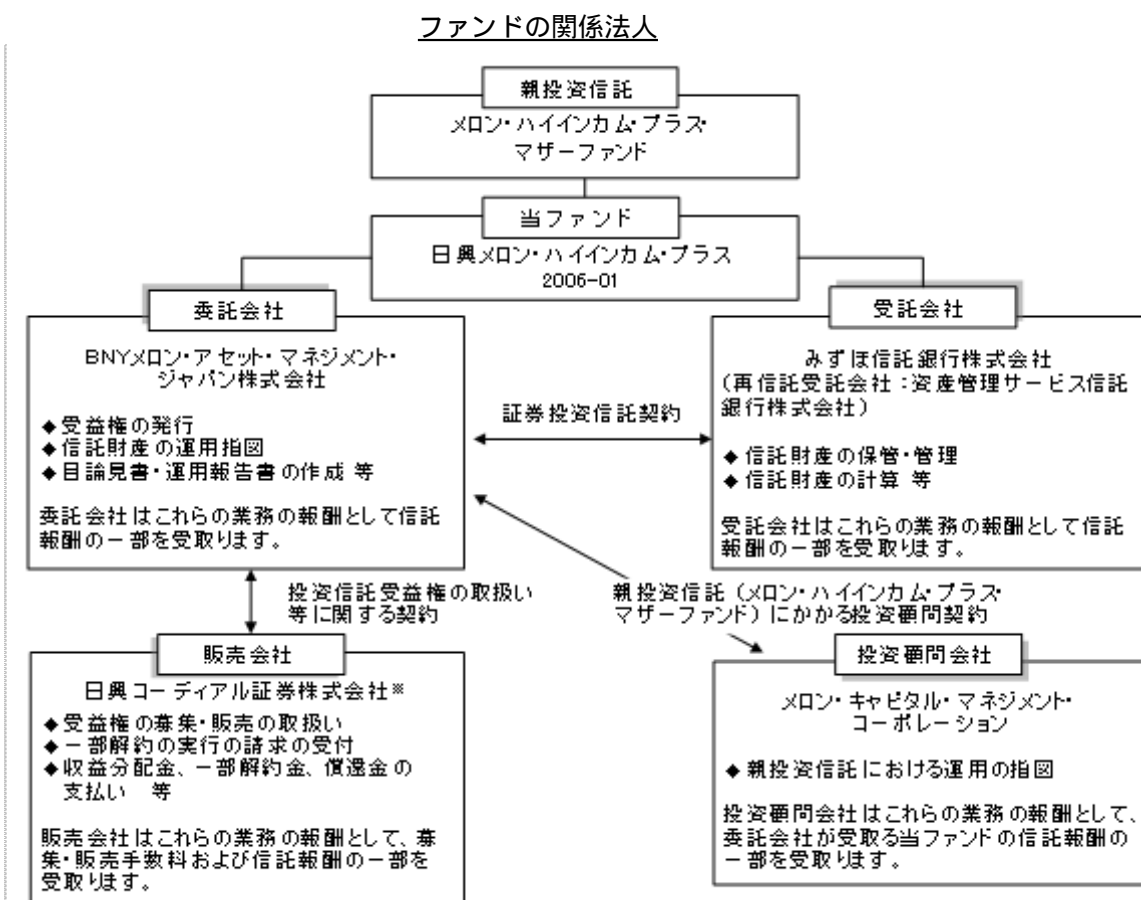 ファンドの関係法人
親投資信託
メロン・ハイインカム・プラス・
マザーファンド
当ファンド
日興メロン・ハイインカム・プラス
2006-01
委託会社
BNYメロン・アセット・マネジメント・
ジャパン株式会社
◆受益権の発行
◆信託財産の運用指図
◆目論見書・運用報告書の作成 等
委託会社はこれらの業務の報酬として信託
報酬の一部を受取ります。
証券投資信託契約
受託会社
みずほ信託銀行株式会社
(再信託受託会社:資産管理サービス信託
銀行株式会社)
◆信託財産の保管・管理
◆信託財産の計算 等
受託会社はこれらの業務の報酬として信託
報酬の一部を受取ります。
投資信託受益権の取扱い
等に関する契約
親投資信託(メロン・ハイインカム・プラス・
マザーファンド)にかかる投資顧問契約
販売会社
日興コーディアル証券株式会社※
◆受益権の募集・販売の取扱い
◆一部解約の実行の請求の受付
◆収益分配金、一部解約金、償還金の
支払い 等
販売会社はこれらの業務の報酬として、募
集・販売手数料および信託報酬の一部を
受取ります。
投資顧問会社
メロン・キャピタル・マネジメント・
コーポレーション
◆親投資信託における運用の指図
投資顧問会社はこれらの業務の報酬として、
委託会社が受取る当ファンドの信託報酬の
一部を受取ります。